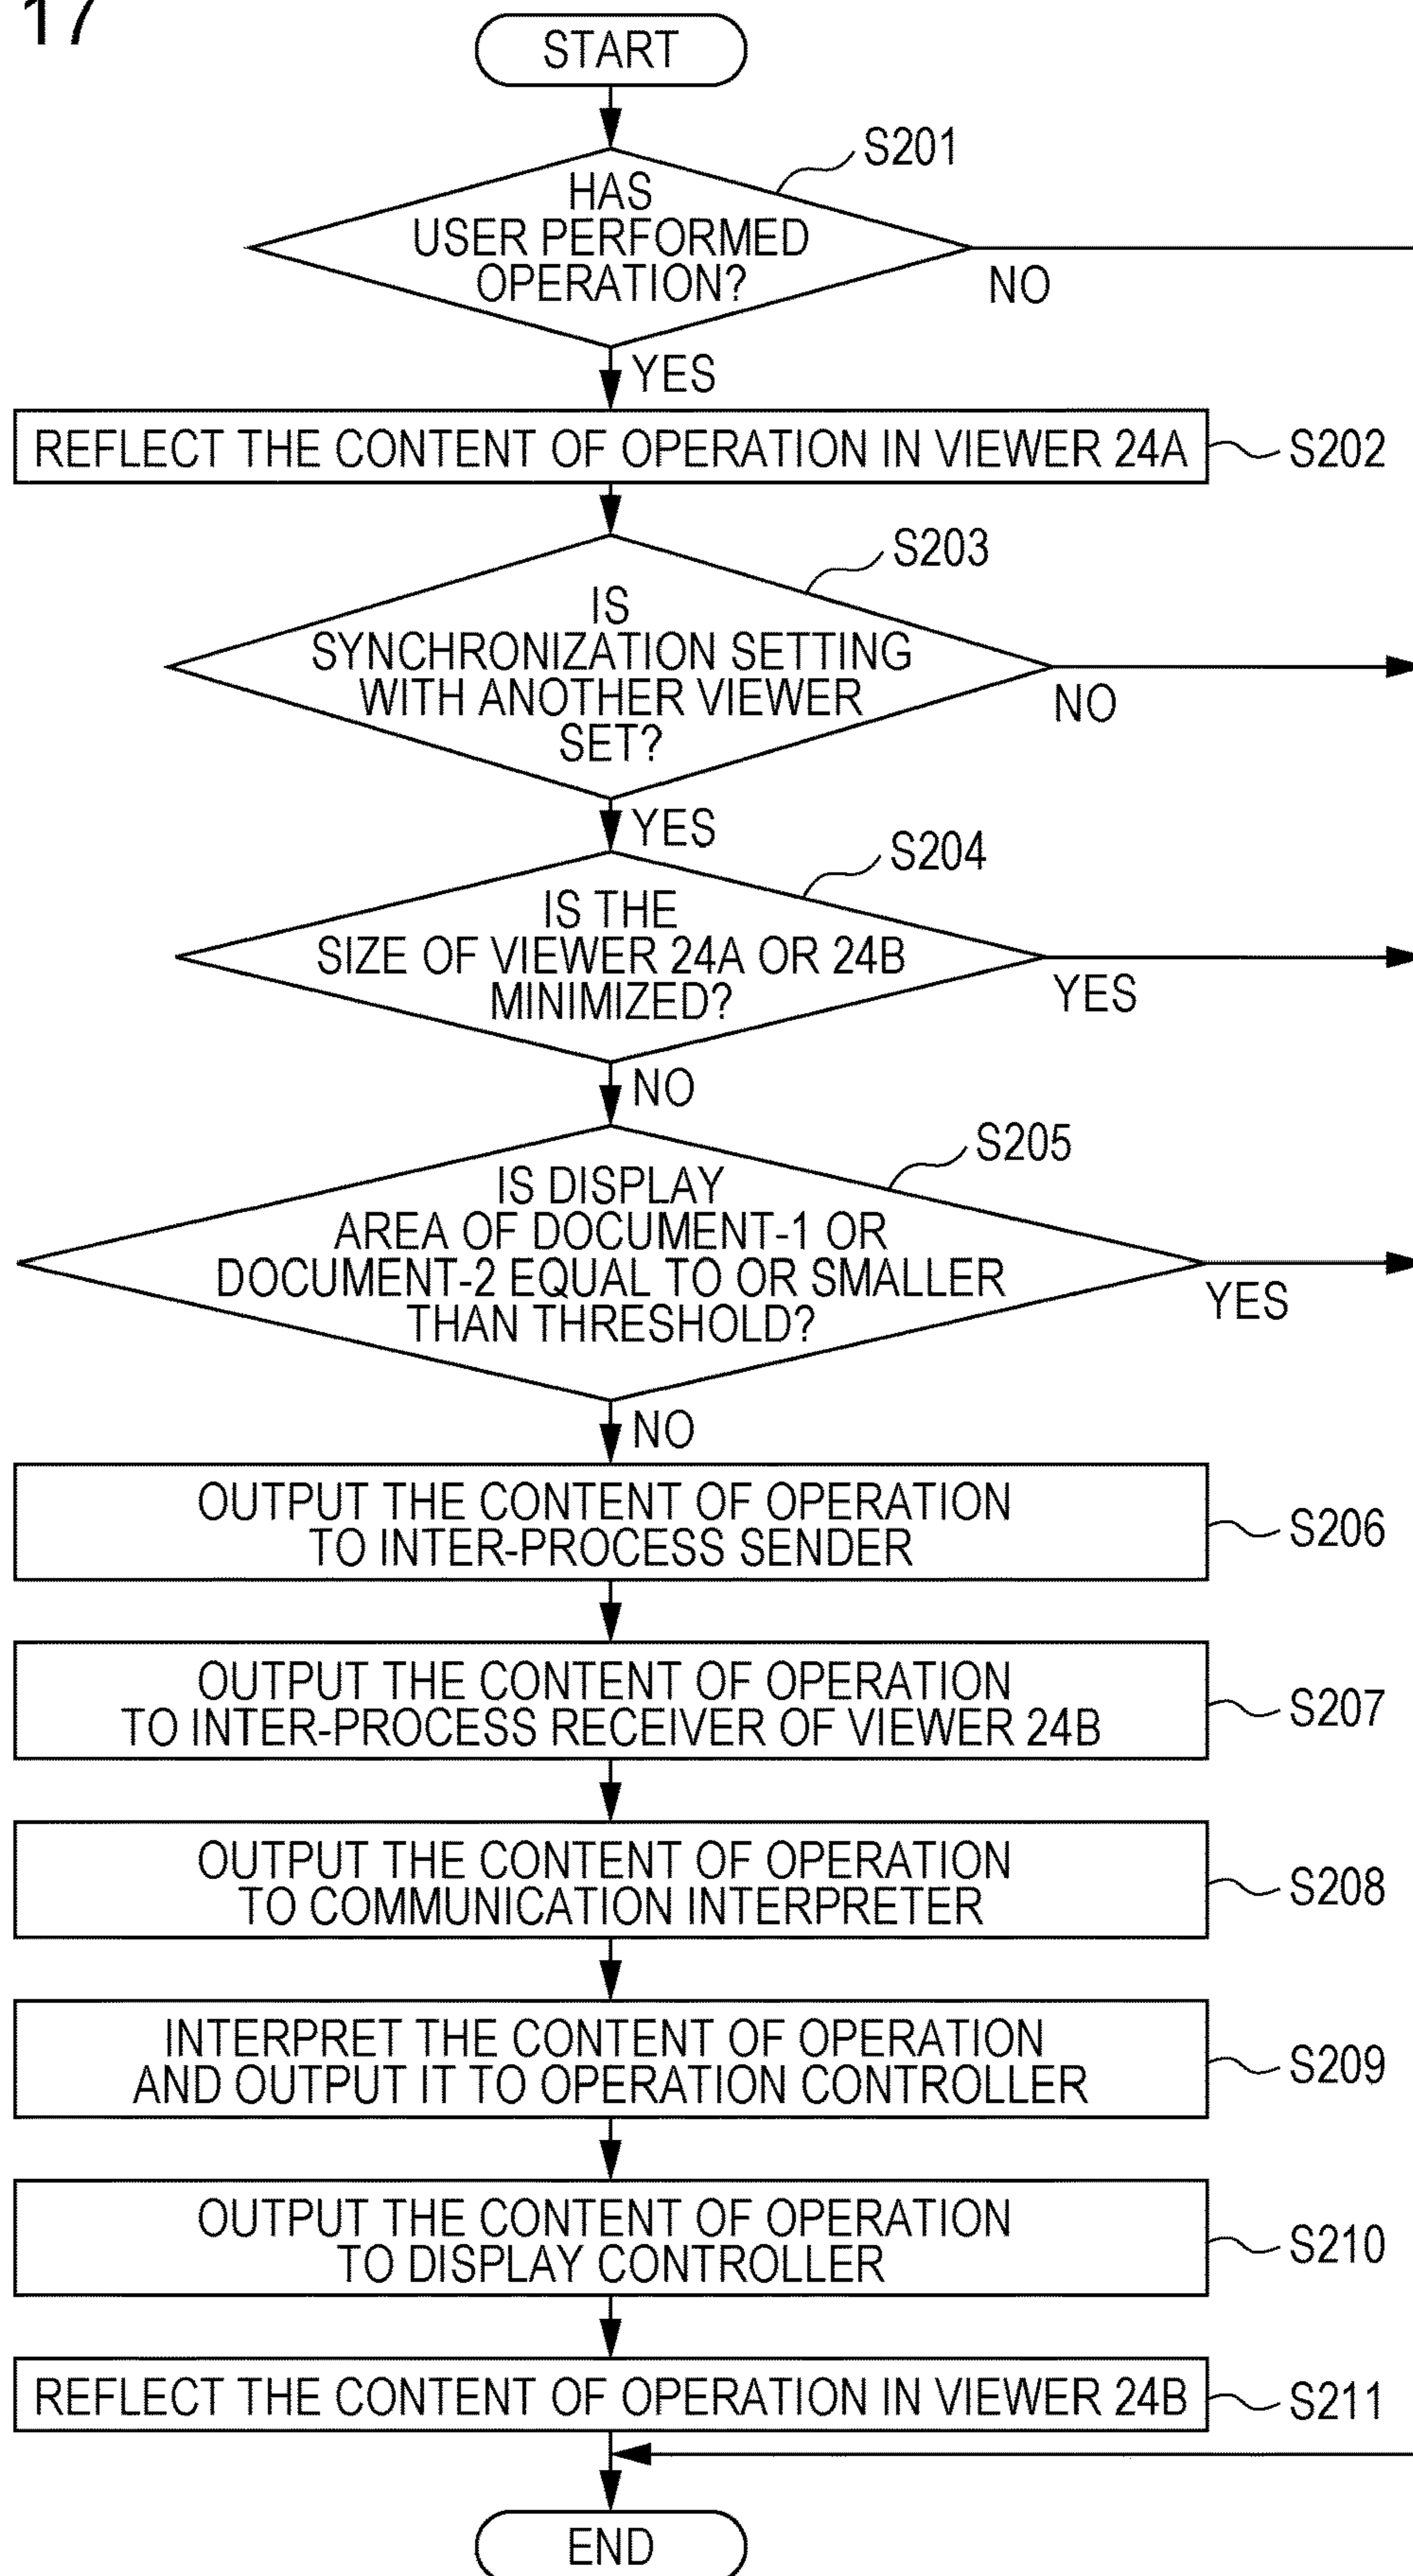 17
START
S201
HAS
USER PERFORMED
OPERATION?
NO
YES
REFLECT THE CONTENT OF OPERATION IN VIEWER 24A
S202
S203
IS
SYNCHRONIZATION SETTING
WITH ANOTHER VIEWER
SET?
NO
YES
S204
IS THE
SIZE OF VIEWER 24A OR 24B
MINIMIZED?
YES
NO
S205
IS DISPLAY
AREA OF DOCUMENT-1 OR
DOCUMENT-2 EQUAL TO OR SMALLER
THAN THRESHOLD?
YES
NO
OUTPUT THE CONTENT OF OPERATION
TO INTER-PROCESS SENDER
S206
OUTPUT THE CONTENT OF OPERATION
TO INTER-PROCESS RECEIVER OF VIEWER 24B
S207
OUTPUT THE CONTENT OF OPERATION
TO COMMUNICATION INTERPRETER
S208
INTERPRET THE CONTENT OF OPERATION
AND OUTPUT IT TO OPERATION CONTROLLER
S209
OUTPUT THE CONTENT OF OPERATION
TO DISPLAY CONTROLLER
S210
REFLECT THE CONTENT OF OPERATION IN VIEWER 24B
S211
END